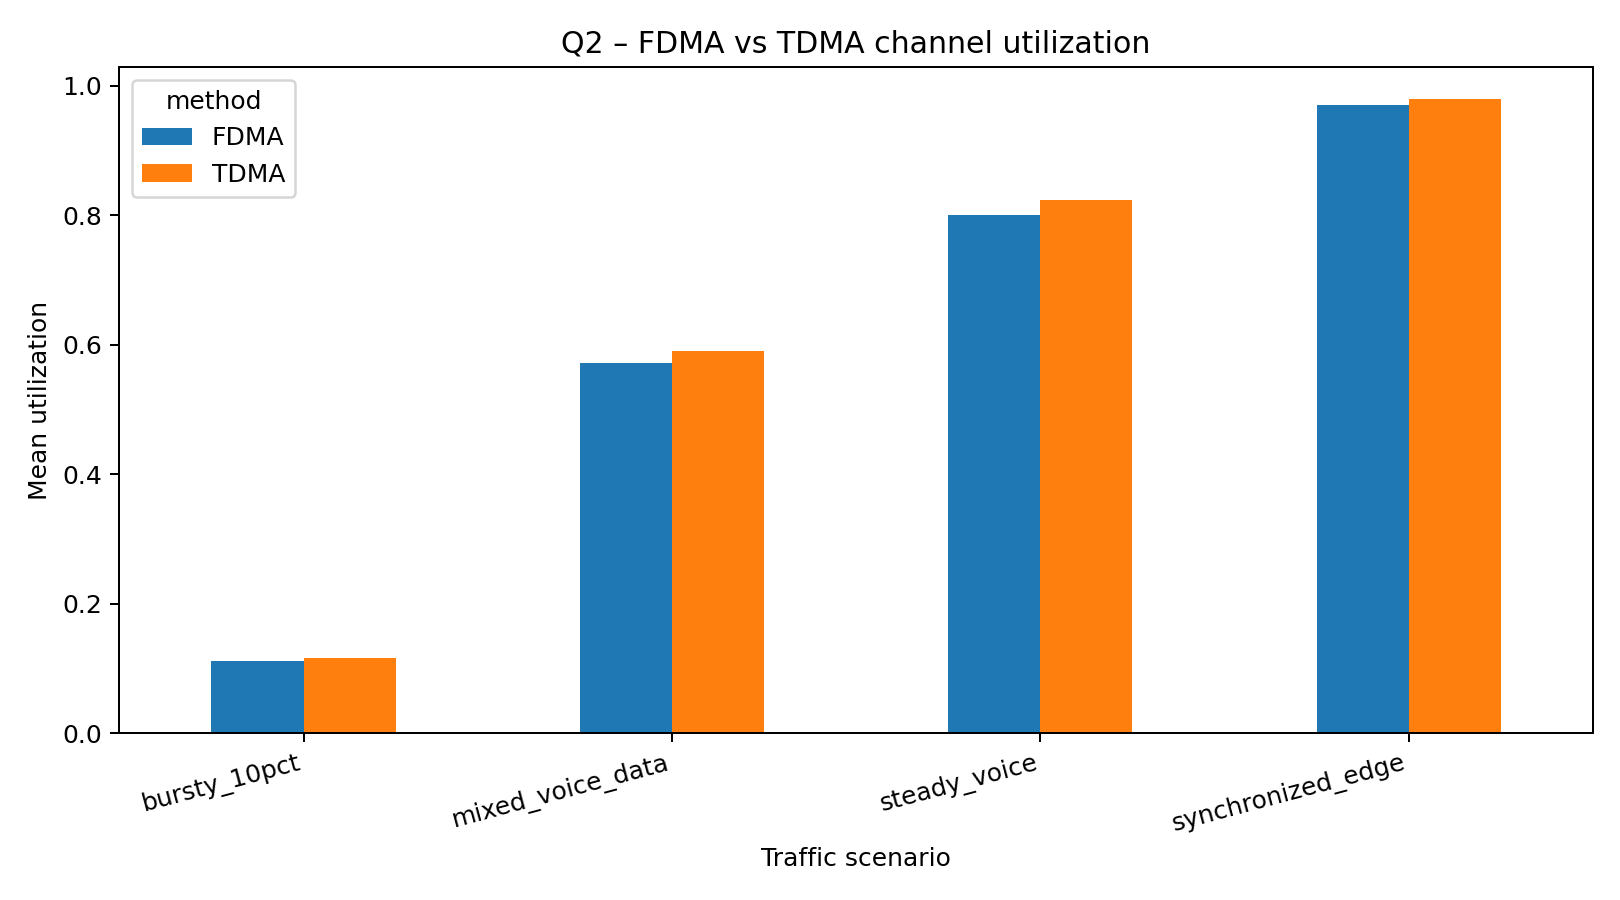 Q2 – FDMA vs TDMA channel utilization
method
FDMA
TDMA
Mean utilization
1.0
0.8
0.6
0.4
0.2
0.0
bursty_10pct
mixed_voice_data
steady_voice
synchronized_edge
Traffic scenario